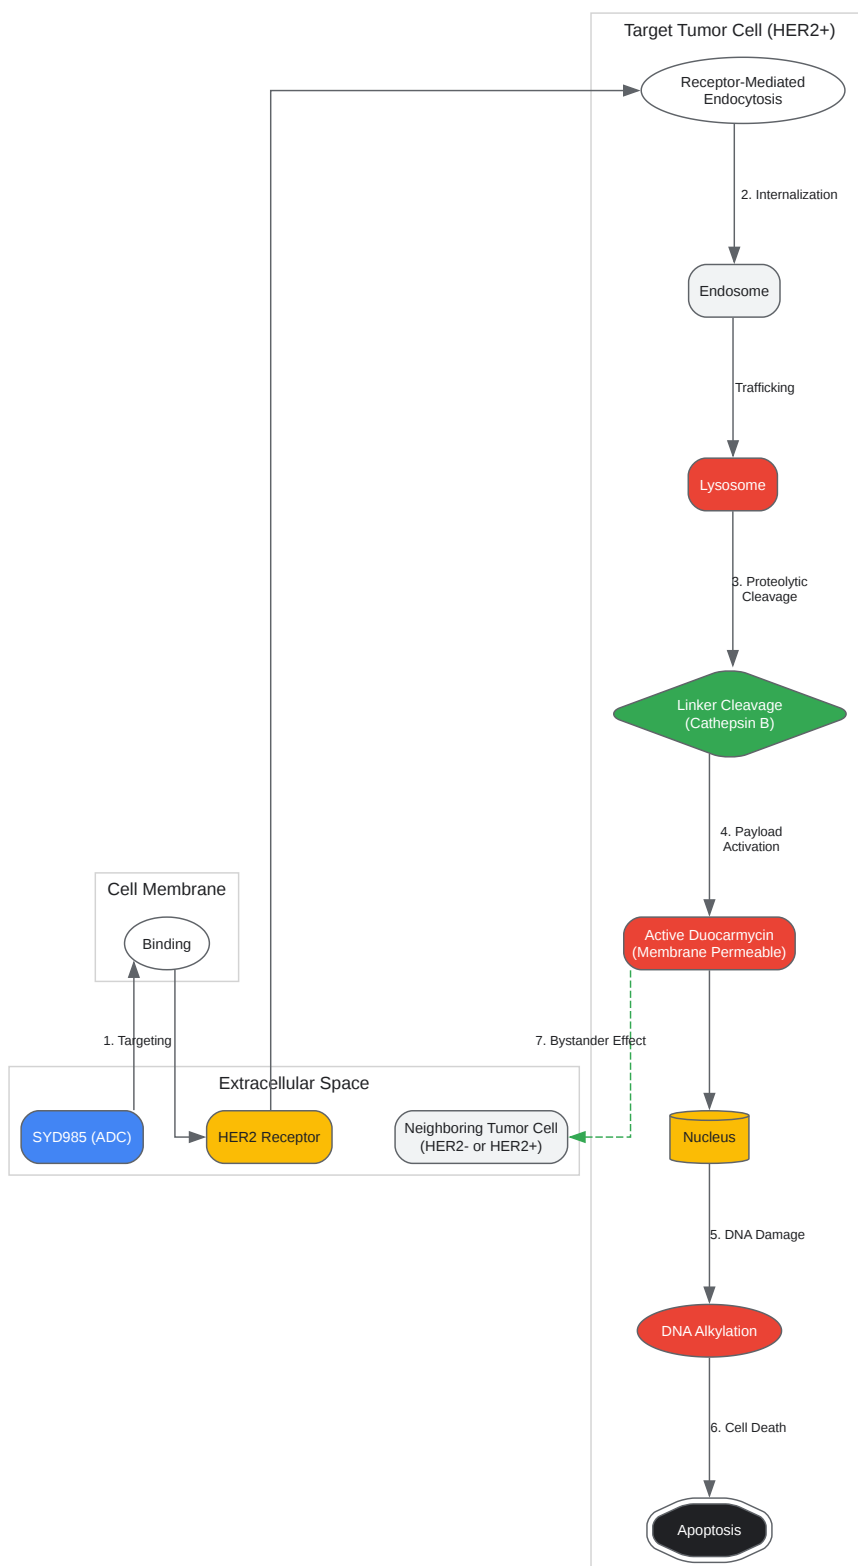 Target Tumor Cell (HER2+)
Receptor-Mediated
Endocytosis
2. Internalization
Endosome
Trafficking
Lysosome
3. Proteolytic
Cleavage
Linker Cleavage
(Cathepsin B)
4. Payload
Activation
Cell Membrane
Binding
Active Duocarmycin
(Membrane Permeable)
1. Targeting
7. Bystander Effect
Extracellular Space
SYD985 (ADC)
HER2 Receptor
Neighboring Tumor Cell
(HER2- or HER2+)
Nucleus
5. DNA Damage
DNA Alkylation
6. Cell Death
Apoptosis